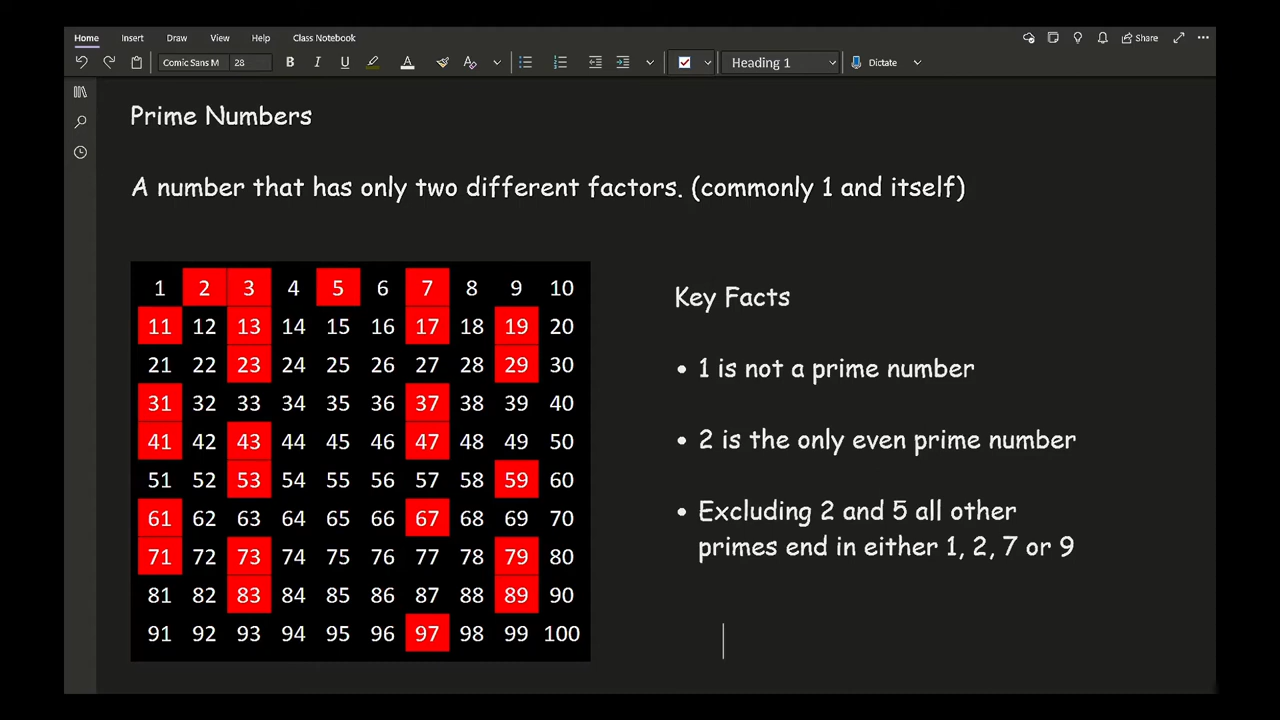 Home Insert Draw View Help Class Notebook Share
Comic Sans M 28 B I U A A Heading 1 Dictate
Prime Numbers
A number that has only two different factors. (commonly 1 and itself)
1 2 3 4 5 6 7 8 9 10
11 12 13 14 15 16 17 18 19 20
21 22 23 24 25 26 27 28 29 30
31 32 33 34 35 36 37 38 39 40
41 42 43 44 45 46 47 48 49 50
51 52 53 54 55 56 57 58 59 60
61 62 63 64 65 66 67 68 69 70
71 72 73 74 75 76 77 78 79 80
81 82 83 84 85 86 87 88 89 90
91 92 93 94 95 96 97 98 99 100
Key Facts
• 1 is not a prime number
• 2 is the only even prime number
• Excluding 2 and 5 all other
primes end in either 1, 2, 7 or 9